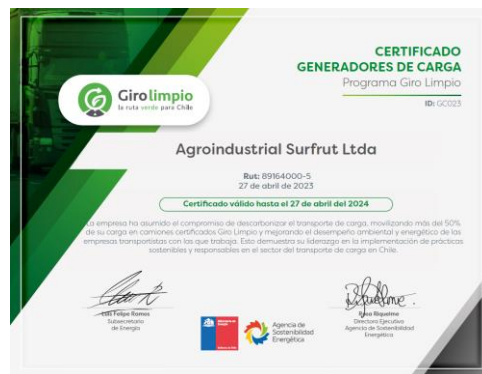 CERTIFICADO
GENERADORES DE CARGA
Programa Giro Limpio
ID: GC023
Girolimpio
la ruta verde para Chile
Agroindustrial Surfrut Ltda
Rut: 89164000-5
27 de abril de 2023
Certificado válido hasta el 27 de abril del 2024
La empresa ha asumido el compromiso de descarbonizar el transporte de carga, movilizando más del 50%
de su carga en camiones certificados Giro Limpio y mejorando el desempeño ambiental y energético de las
empresas transportistas con las que trabaja. Esto demuestra su liderazgo en la implementación de prácticas
sostenibles y responsables en el sector del transporte de carga en Chile.
Luis Felipe Ramos
Subsecretario
de Energía
Rosa Riquelme
Directora Ejecutiva
Agencia de Sostenibilidad
Energética
Agencia de
Sostenibilidad
Energética